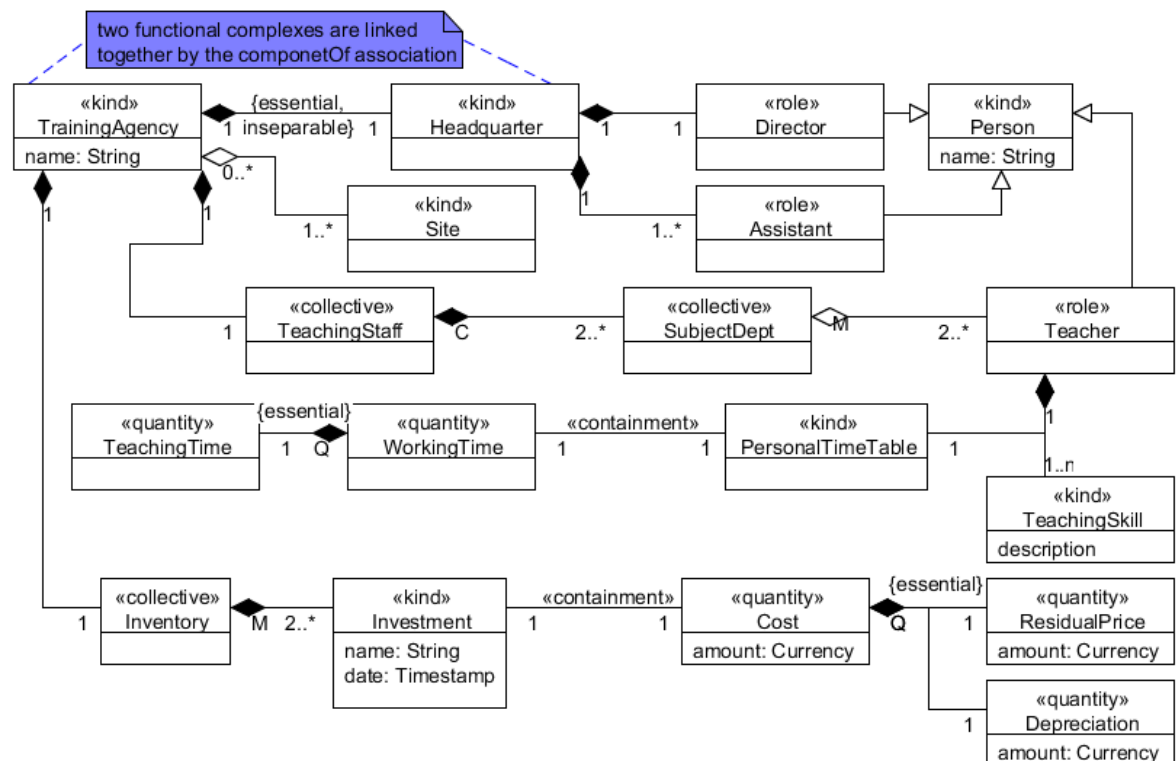 two functional complexes are linked
together by the componetOf association
«kind»
TrainingAgency
name: String
1
{essential,
inseparable}
1
«kind»
Headquarter
1
1
«role»
Director
«kind»
Person
name: String
0..*
1..*
«kind»
Site
1
1..*
«role»
Assistant
1
1
1
«collective»
TeachingStaff
C
2..*
«collective»
SubjectDept
M
2..*
«role»
Teacher
«quantity»
TeachingTime
{essential}
1
Q
«quantity»
WorkingTime
«containment»
1
1
«kind»
PersonalTimeTable
1
1
1..n
«kind»
TeachingSkill
description
1
«collective»
Inventory
M
2..*
«kind»
Investment
name: String
date: Timestamp
«containment»
1
1
«quantity»
Cost
amount: Currency
{essential}
Q
1
«quantity»
ResidualPrice
amount: Currency
1
«quantity»
Depreciation
amount: Currency